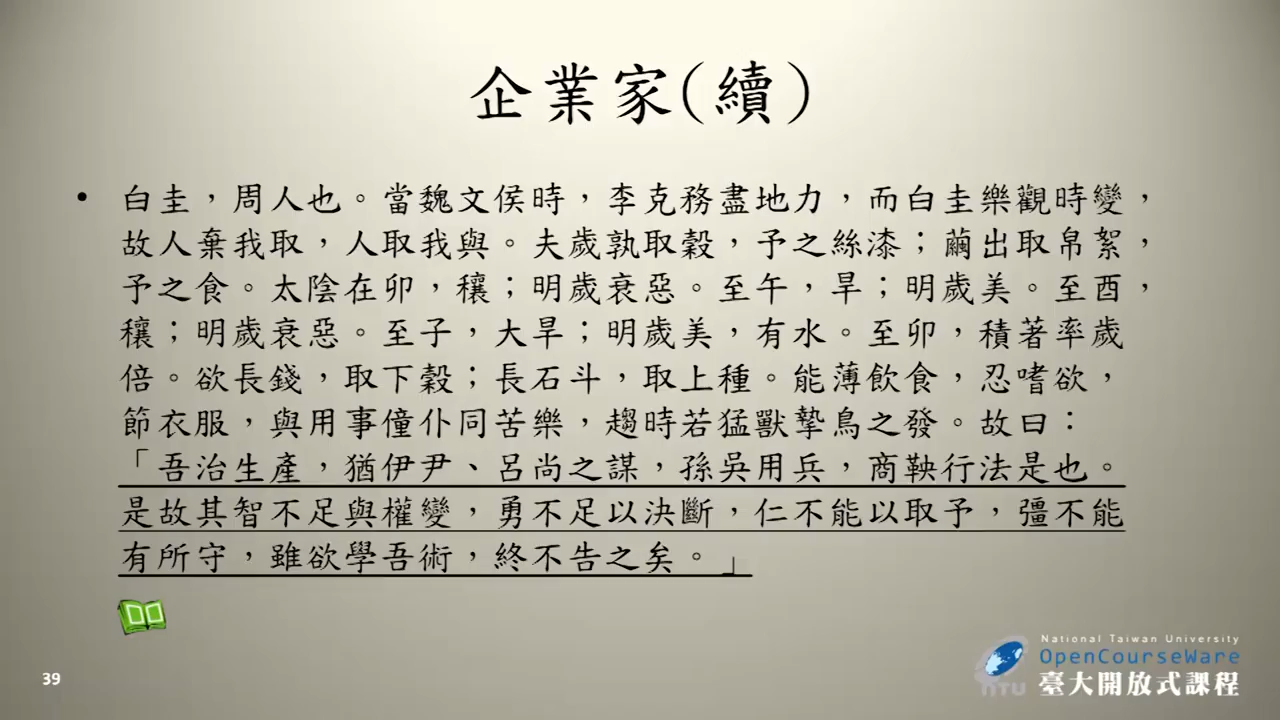 企業家(續)
• 白圭，周人也。當魏文侯時，李克務盡地力，而白圭樂觀時變，
故人棄我取，人取我與。夫歲孰取穀，予之絲漆；繭出取帛絮，
予之食。太陰在卯，穰；明歲衰惡。至午，旱；明歲美。至酉，
穰；明歲衰惡。至子，大旱；明歲美，有水。至卯，積著率歲
倍。欲長錢，取下穀；長石斗，取上種。能薄飲食，忍嗜欲，
節衣服，與用事僮仆同苦樂，趨時若猛獸摯鳥之發。故曰：
「吾治生產，猶伊尹、呂尚之謀，孫吳用兵，商鞅行法是也。
是故其智不足與權變，勇不足以決斷，仁不能以取予，彊不能
有所守，雖欲學吾術，終不告之矣。」
39
National Taiwan University
OpenCourseWare
NTU 臺大開放式課程